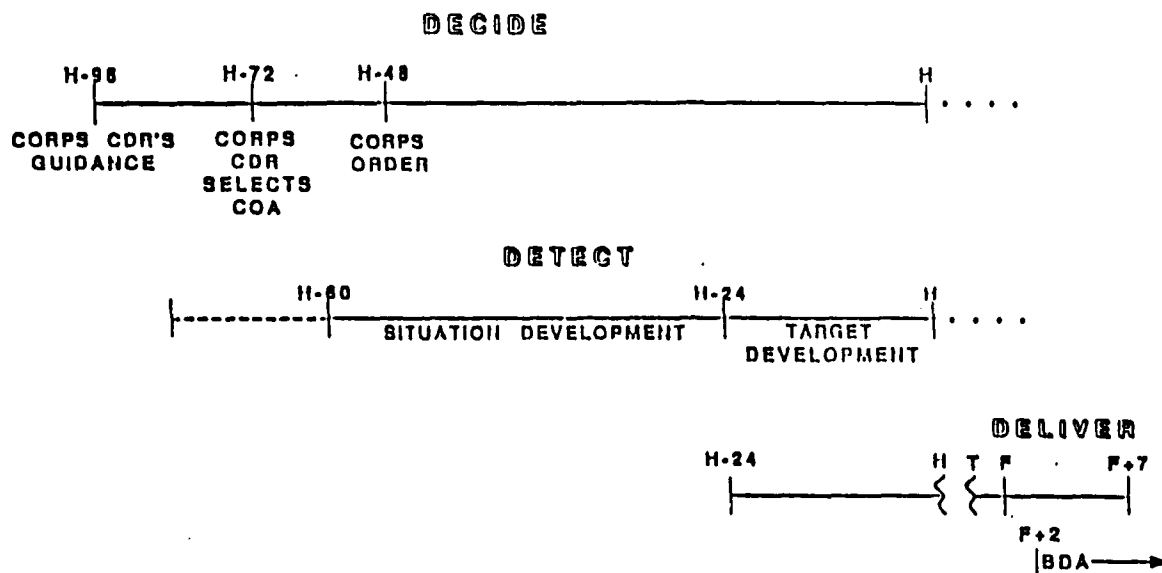 DECIDE
H-96 H-72 H-48 H
CORPS CDR'S GUIDANCE
CORPS CDR SELECTS COA
CORPS ORDER
DETECT
H-60 H-24 H
SITUATION DEVELOPMENT
TARGET DEVELOPMENT
DELIVER
H-24 H T F F+7
F+2
BDA